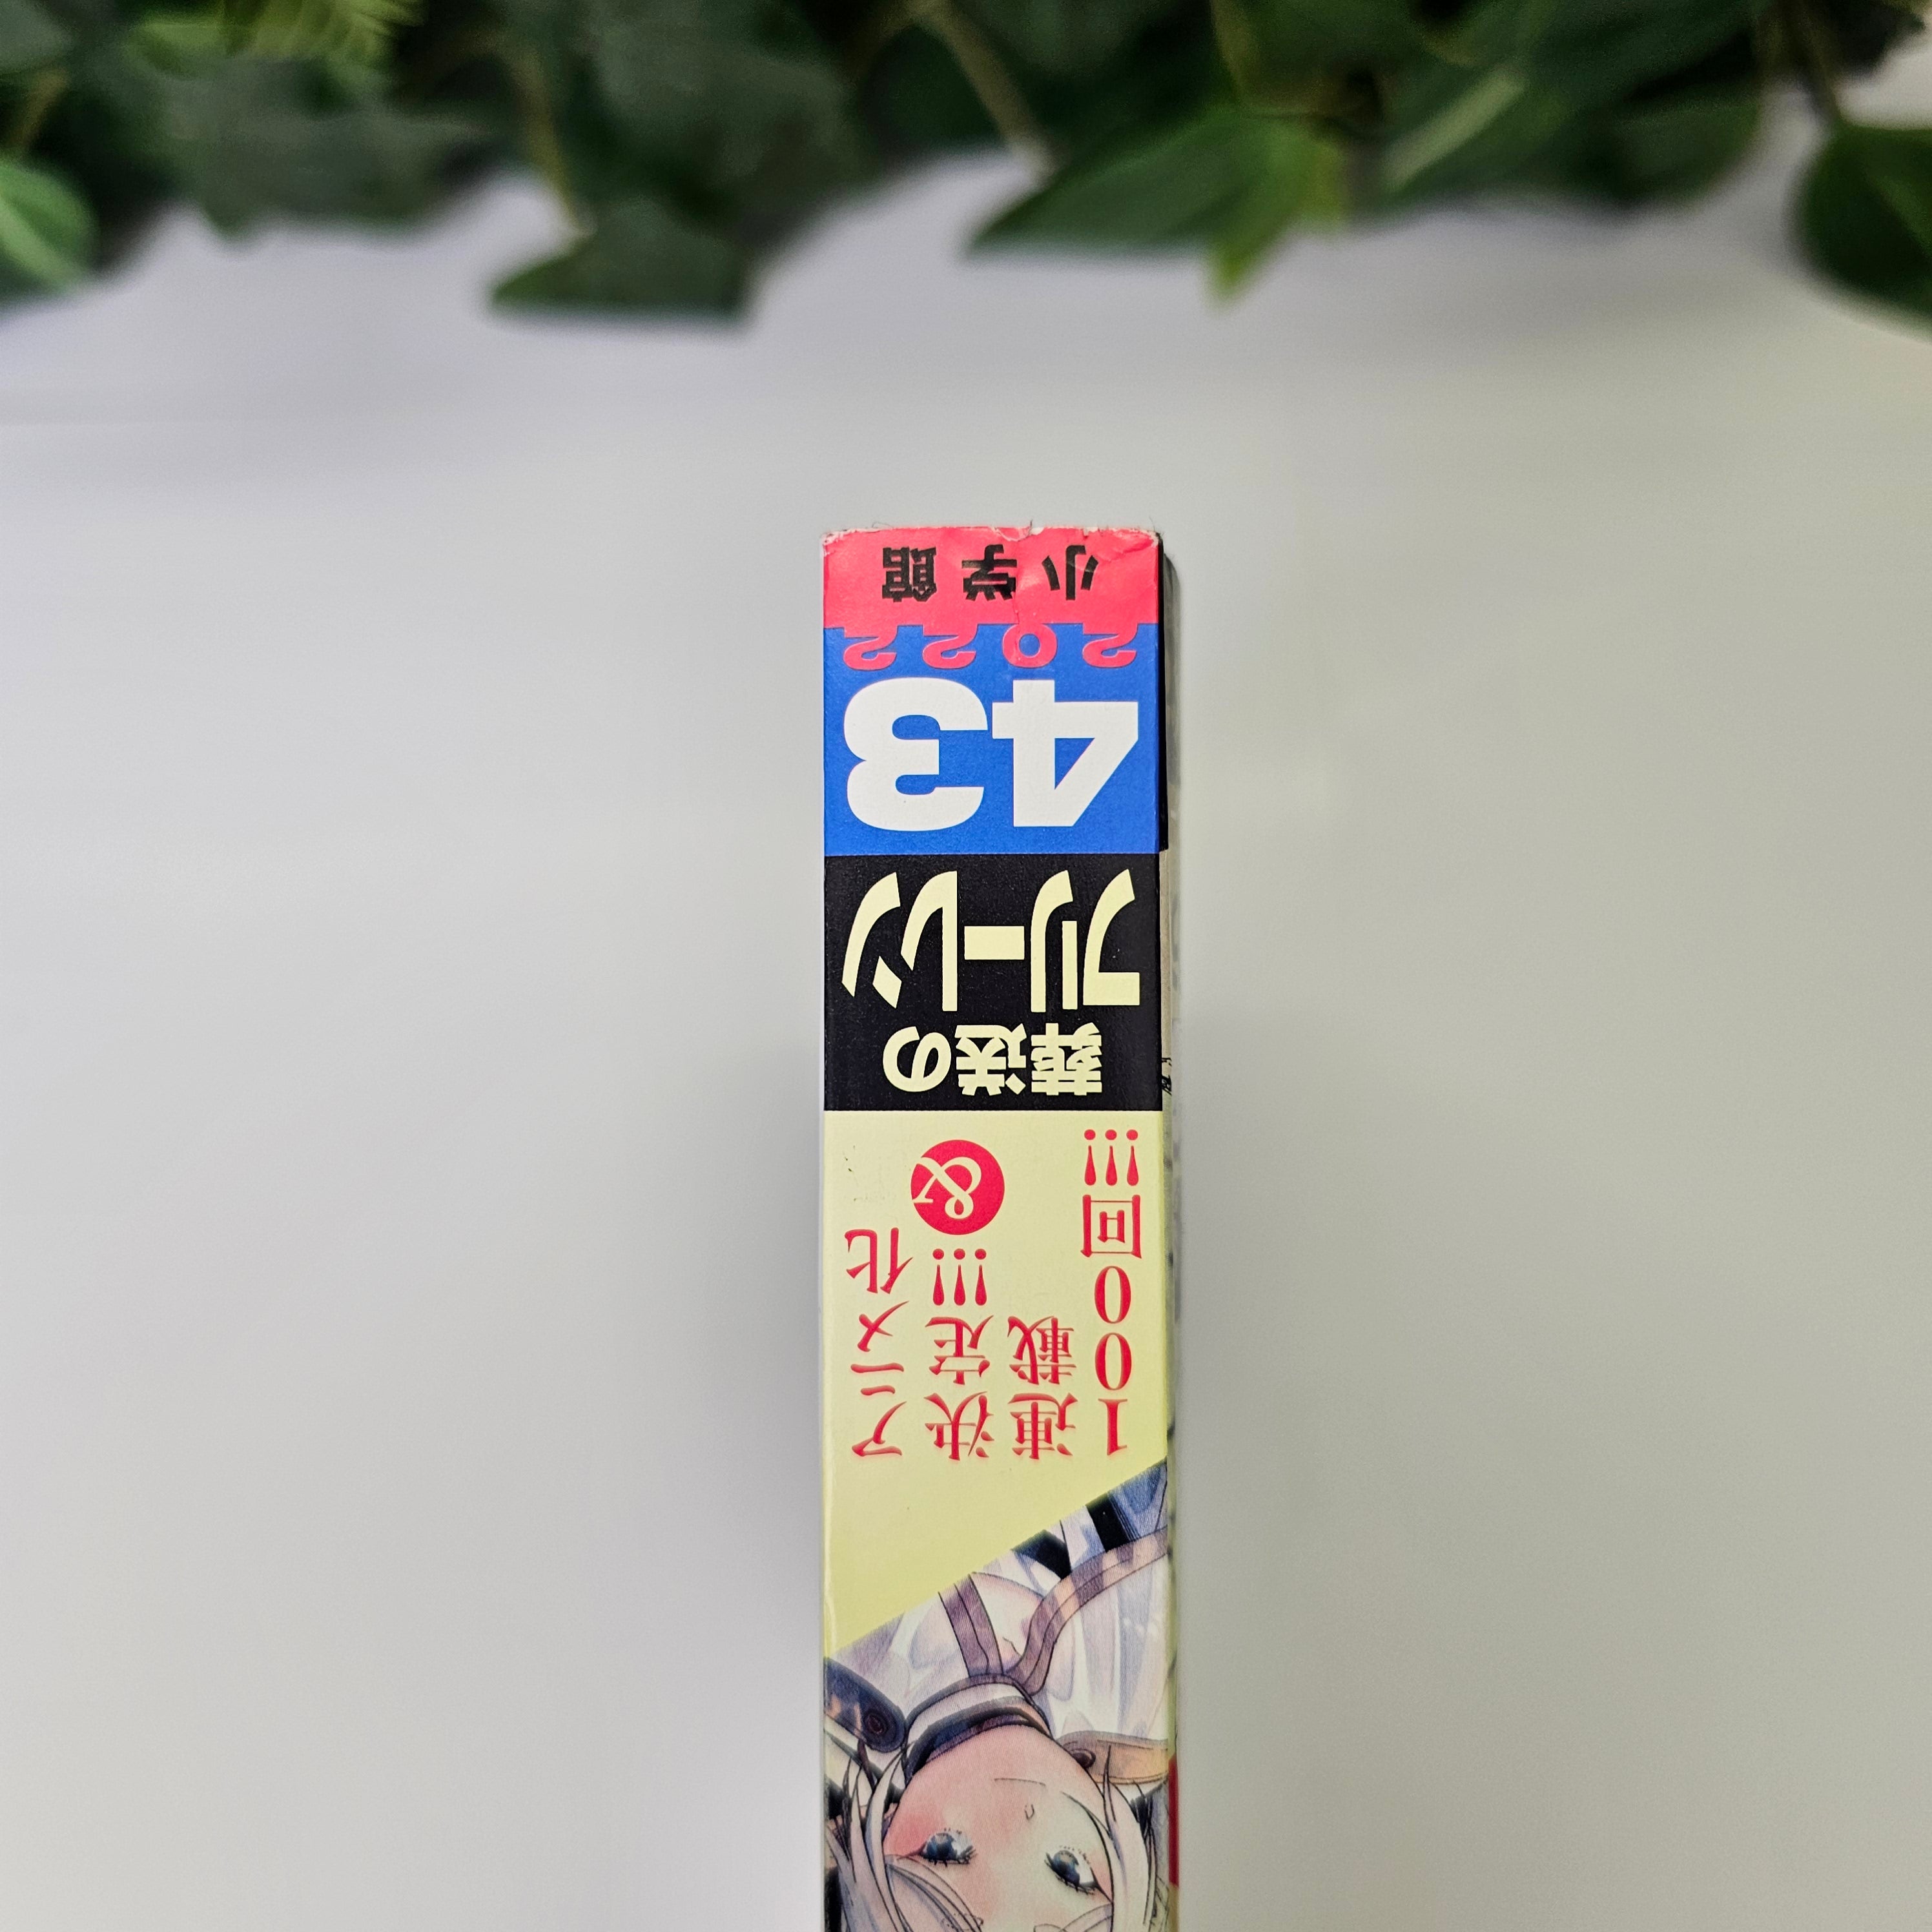 アニメ化
決定!!!
&
連載
100回!!!
葬送の
フリーレン
43
2022
小学館